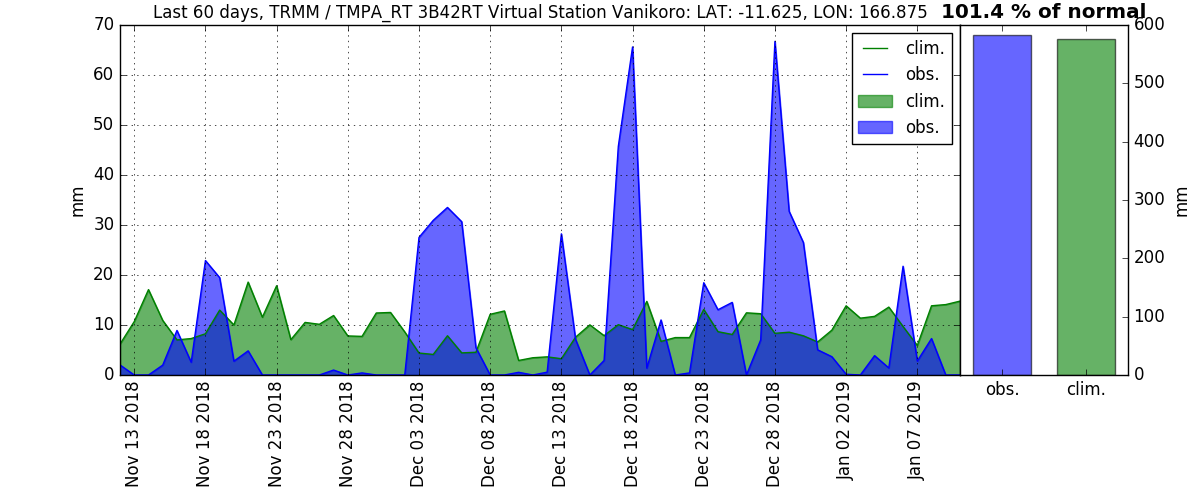 Last 60 days, TRMM / TMPA_RT 3B42RT Virtual Station Vanikoro: LAT: -11.625, LON: 166.875 101.4 % of normal
70
60
50
40
30
20
10
0
mm
clim.
obs.
clim.
obs.
600
500
400
300
200
100
0
mm
obs.
clim.
Nov 13 2018
Nov 18 2018
Nov 23 2018
Nov 28 2018
Dec 03 2018
Dec 08 2018
Dec 13 2018
Dec 18 2018
Dec 23 2018
Dec 28 2018
Jan 02 2019
Jan 07 2019